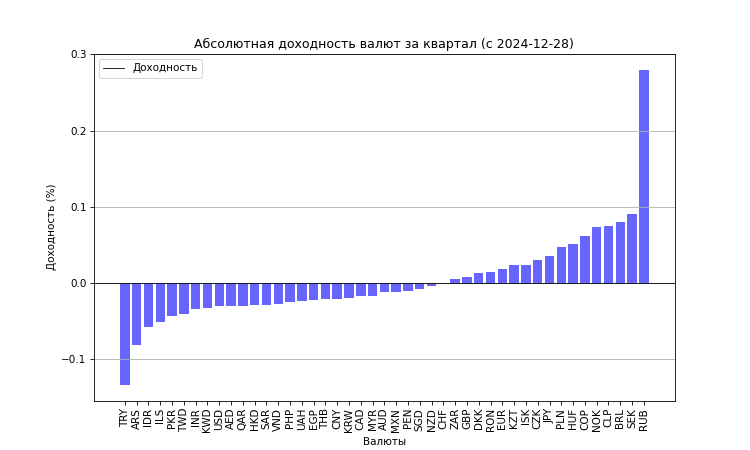 Абсолютная доходность валют за квартал (с 2024-12-28)
Доходность
Доходность (%)
0.3
0.2
0.1
0.0
−0.1
TRY ARS IDR ILS PKR TWD INR KWD USD AED QAR HKD SAR VND PHP UAH EGP THB CNY KRW CAD MYR AUD MXN PEN SGD NZD CHF ZAR GBP DKK RON EUR KZT ISK CZK JPY PLN HUF COP NOK CLP BRL SEK RUB
Валюты